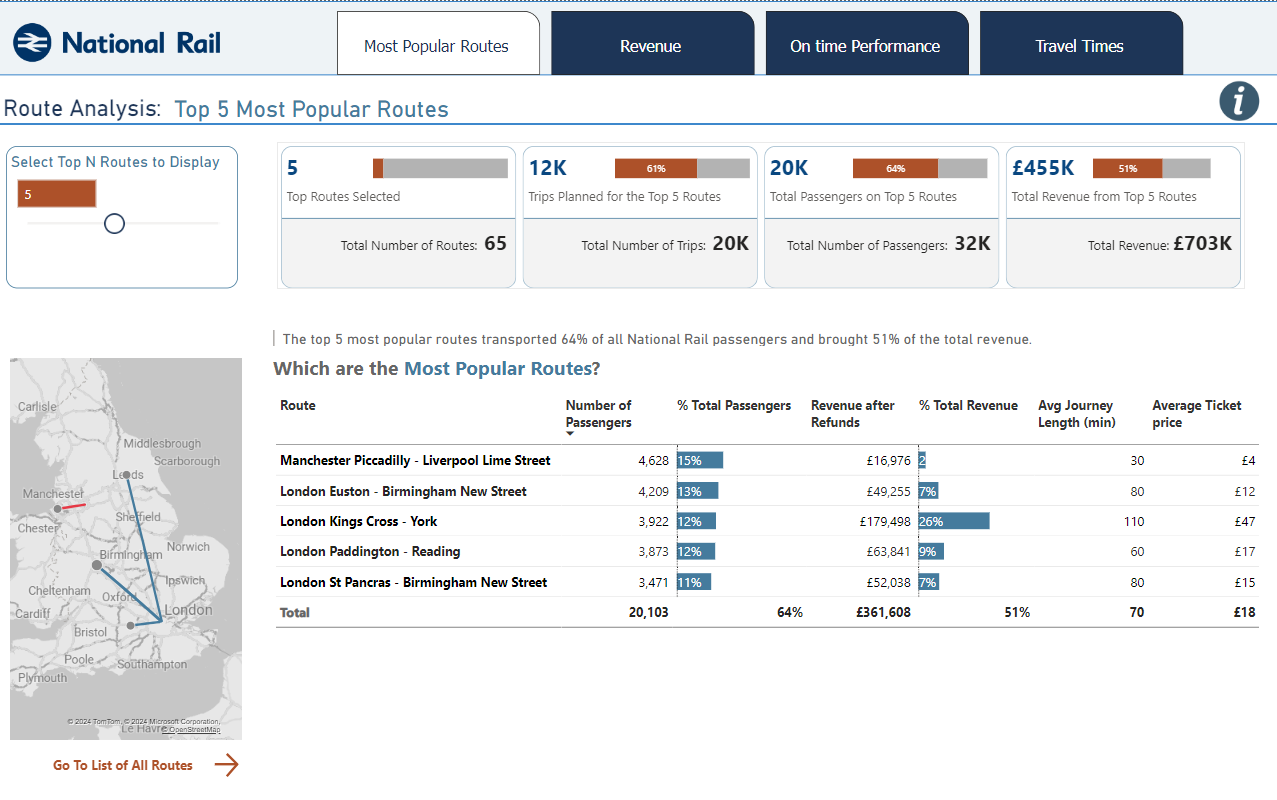 National Rail
Most Popular Routes
Revenue
On time Performance
Travel Times
Route Analysis: Top 5 Most Popular Routes
i
Select Top N Routes to Display
5
5
Top Routes Selected
Total Number of Routes: 65
12K 61%
Trips Planned for the Top 5 Routes
Total Number of Trips: 20K
20K 64%
Total Passengers on Top 5 Routes
Total Number of Passengers: 32K
£455K 51%
Total Revenue from Top 5 Routes
Total Revenue: £703K
The top 5 most popular routes transported 64% of all National Rail passengers and brought 51% of the total revenue.
Which are the Most Popular Routes?
Route Number of Passengers % Total Passengers Revenue after Refunds % Total Revenue Avg Journey Length (min) Average Ticket price
Manchester Piccadilly - Liverpool Lime Street 4,628 15% £16,976 2 30 £4
London Euston - Birmingham New Street 4,209 13% £49,255 7% 80 £12
London Kings Cross - York 3,922 12% £179,498 26% 110 £47
London Paddington - Reading 3,873 12% £63,841 9% 60 £17
London St Pancras - Birmingham New Street 3,471 11% £52,038 7% 80 £15
Total 20,103 64% £361,608 51% 70 £18
Carlisle
Middlesbrough
Scarborough
Leeds
Manchester
Sheffield
Chester
Norwich
Birmingham
Ipswich
Cheltenham
Oxford
Cardiff
London
Bristol
Poole
Southampton
Plymouth
© 2024 TomTom, © 2024 Microsoft Corporation,
© OpenStreetMap
Le Havre
Go To List of All Routes